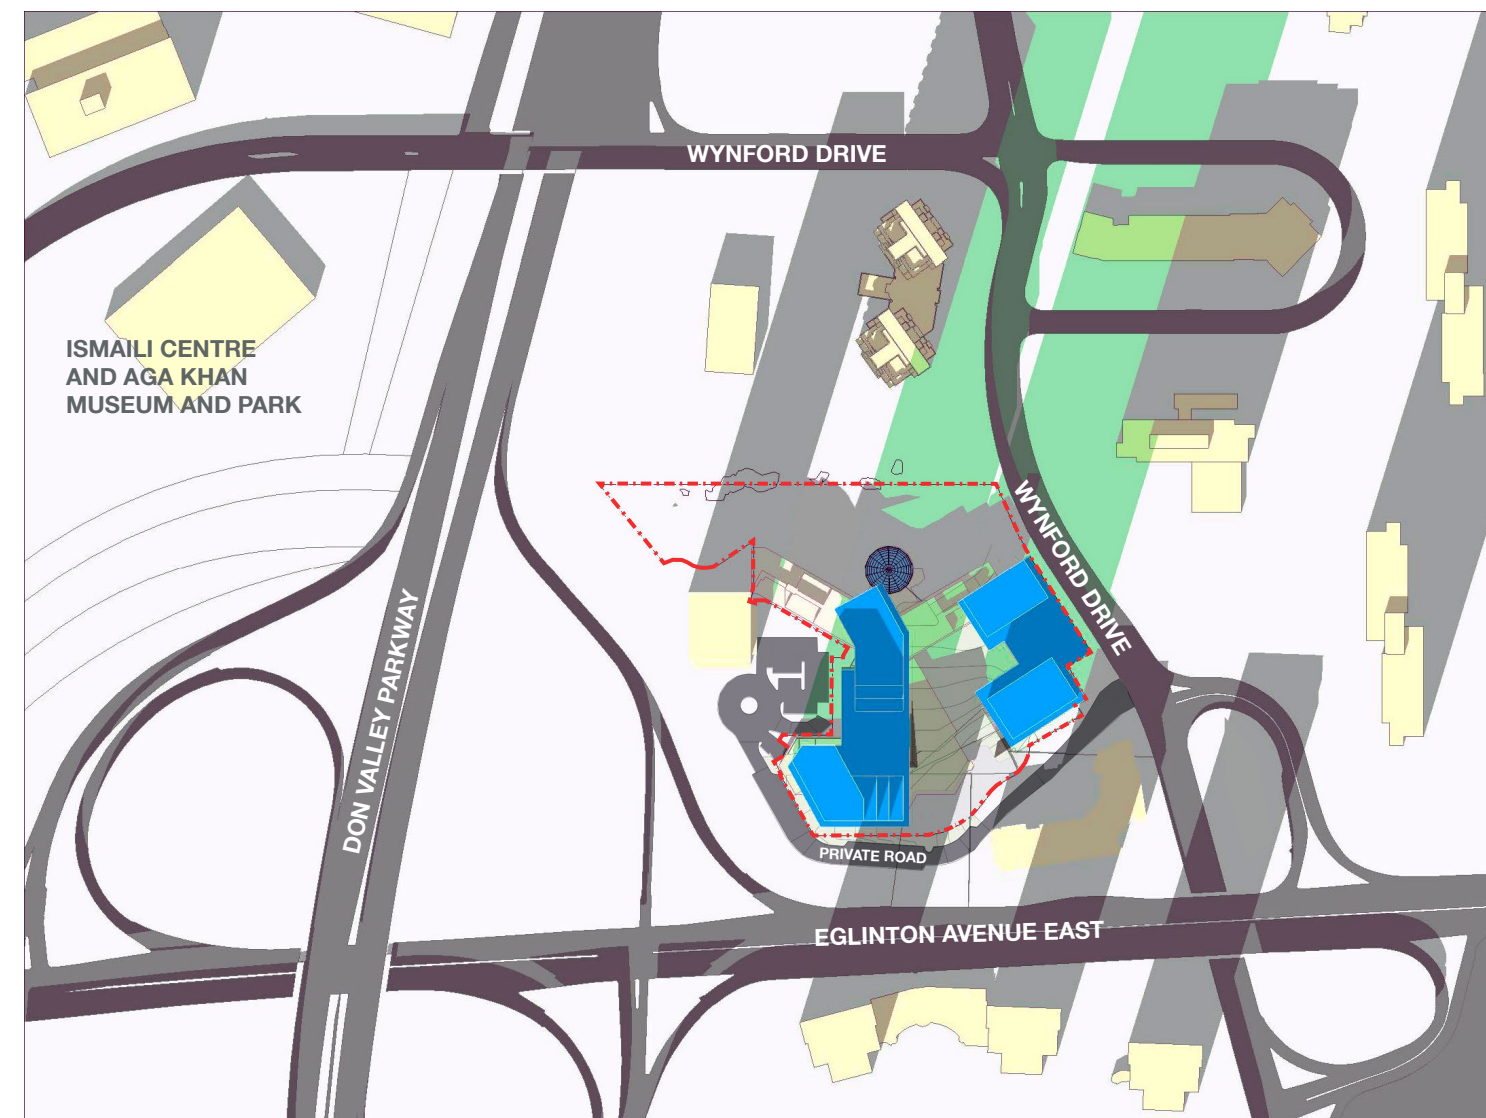 WYNFORD DRIVE
ISMAILI CENTRE
AND AGA KHAN
MUSEUM AND PARK
WYNFORD DRIVE
DON VALLEY PARKWAY
PRIVATE ROAD
EGLINTON AVENUE EAST